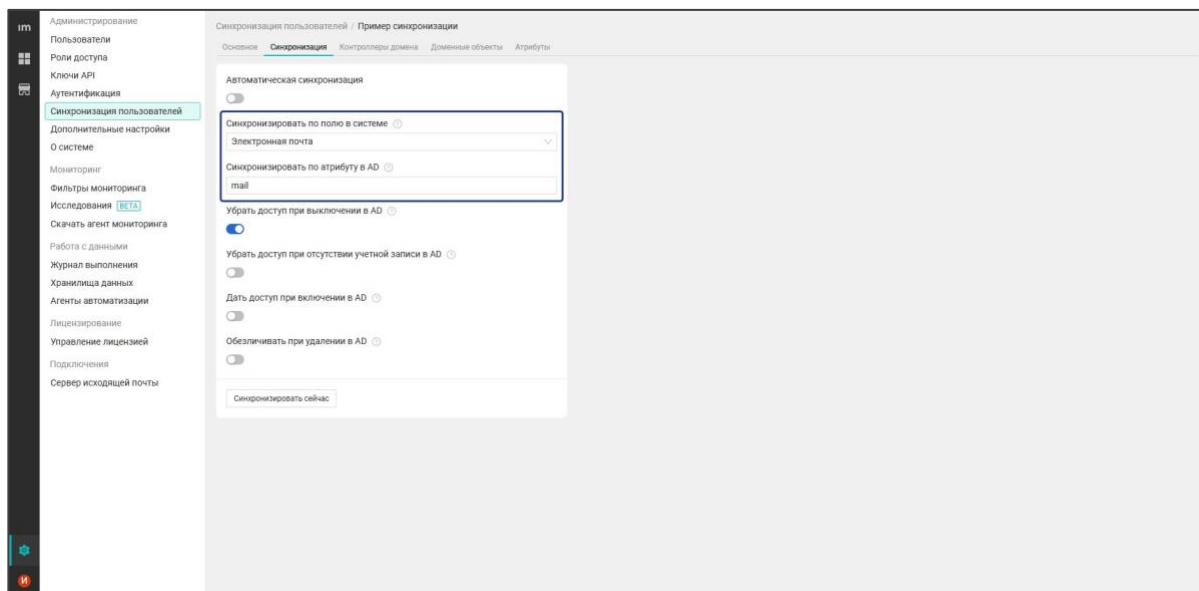 im
Администрирование
Пользователи
Роли доступа
Ключи API
Аутентификация
Синхронизация пользователей
Дополнительные настройки
О системе
Мониторинг
Фильтры мониторинга
Исследования BETA
Скачать агент мониторинга
Работа с данными
Журнал выполнения
Хранилища данных
Агенты автоматизации
Лицензирование
Управление лицензией
Подключения
Сервер исходящей почты
И
Синхронизация пользователей / Пример синхронизации
Основное Синхронизация Контроллеры домена Доменные объекты Атрибуты
Автоматическая синхронизация
Синхронизировать по полю в системе ?
Электронная почта
Синхронизировать по атрибуту в AD ?
mail
Убрать доступ при выключении в AD ?
Убрать доступ при отсутствии учетной записи в AD ?
Дать доступ при включении в AD ?
Обезличивать при удалении в AD ?
Синхронизировать сейчас